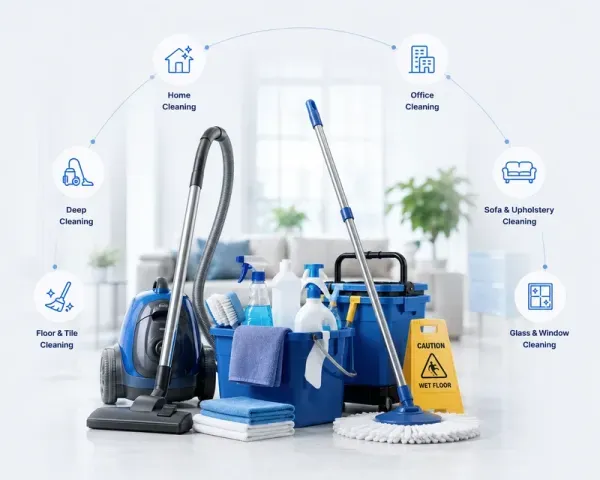 Home
Cleaning
Office
Cleaning
Deep
Cleaning
Sofa & Upholstery
Cleaning
Floor & Tile
Cleaning
Glass & Window
Cleaning
CAUTION
WET FLOOR